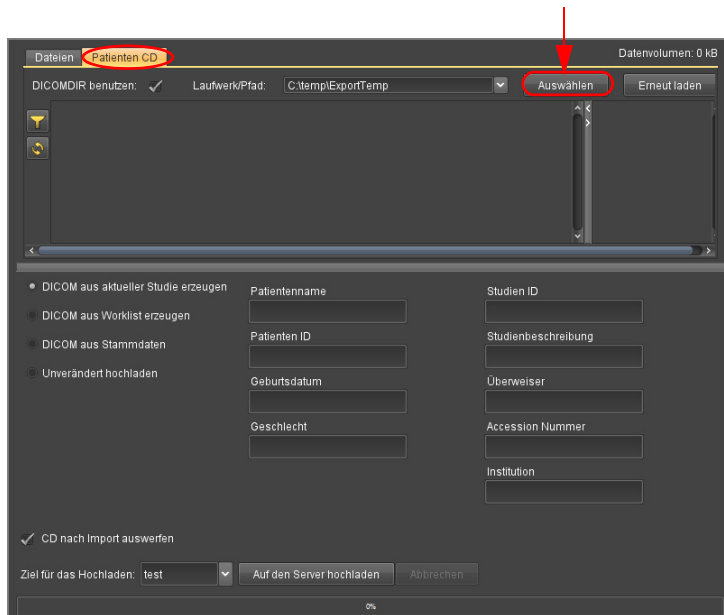 Dateien Patienten CD Datenvolumen: 0 kB
DICOMDIR benutzen: Laufwerk/Pfad: C:\temp\ExportTemp Auswählen Erneut laden
DICOM aus aktueller Studie erzeugen
DICOM aus Worklist erzeugen
DICOM aus Stammdaten
Unverändert hochladen
Patientenname
Patienten ID
Geburtsdatum
Geschlecht
Studien ID
Studienbeschreibung
Überweiser
Accession Nummer
Institution
CD nach Import auswerfen
Ziel für das Hochladen: test Auf den Server hochladen Abbrechen
0%